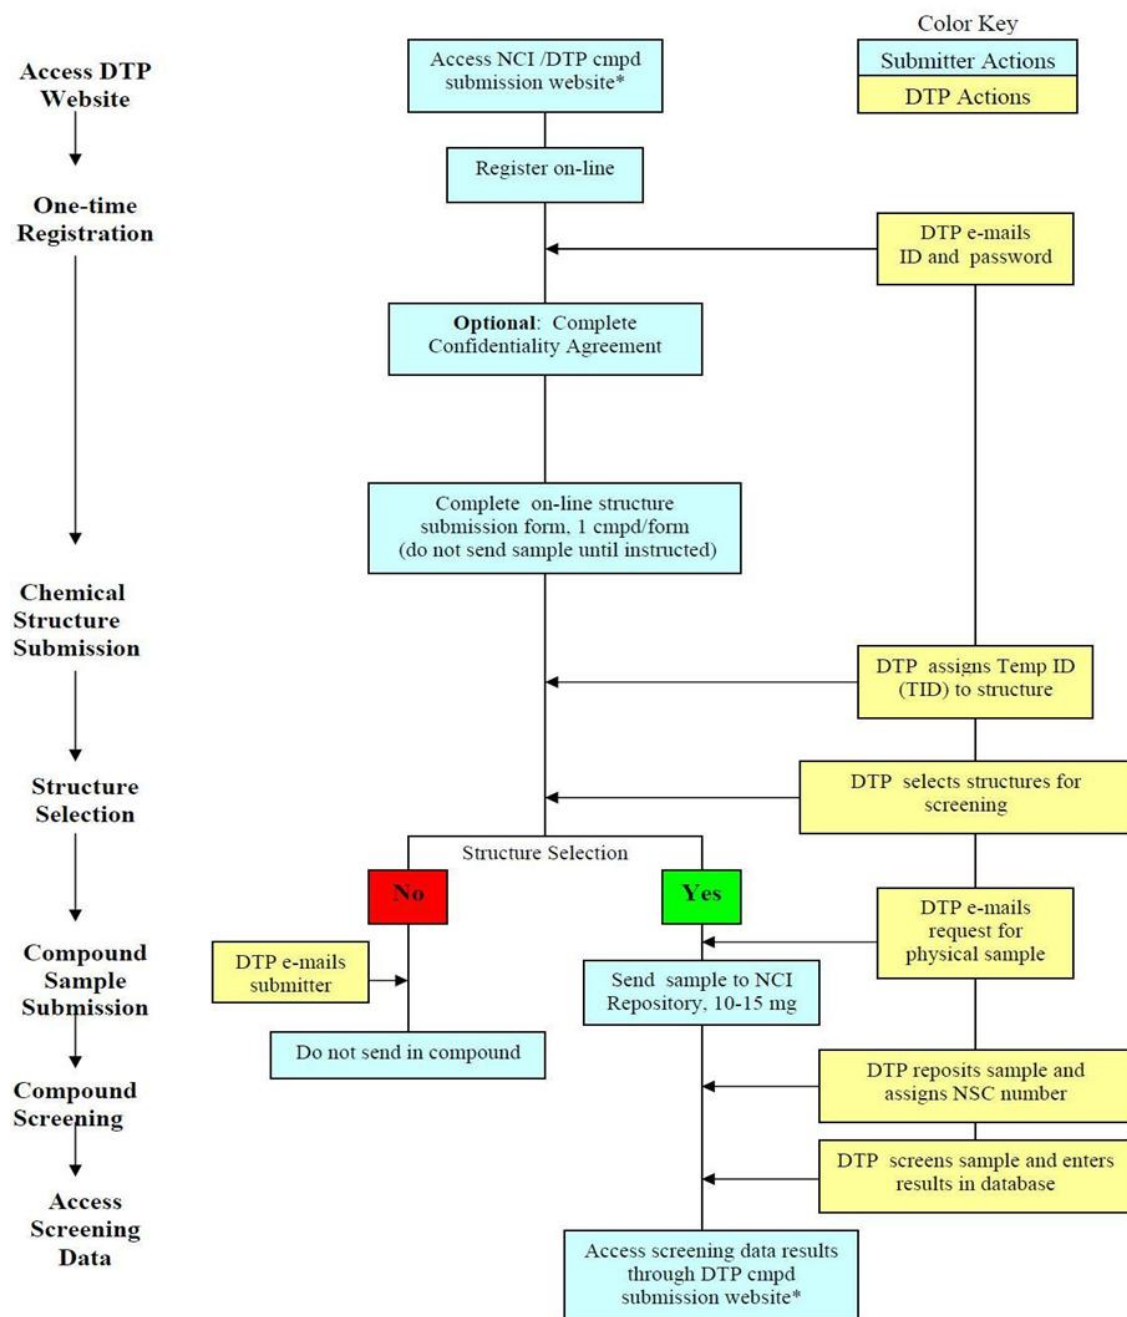 Color Key
Submitter Actions
DTP Actions
Access DTP
Website
Access NCI /DTP cmpd
submission website*
Register on-line
One-time
Registration
DTP e-mails
ID and password
Optional: Complete
Confidentiality Agreement
Complete on-line structure
submission form, 1 cmpd/form
(do not send sample until instructed)
Chemical
Structure
Submission
DTP assigns Temp ID
(TID) to structure
Structure
Selection
DTP selects structures for
screening
Structure Selection
No
Yes
DTP e-mails
request for
physical sample
Compound
Sample
Submission
DTP e-mails
submitter
Send sample to NCI
Repository, 10-15 mg
Do not send in compound
Compound
Screening
DTP reposits sample and
assigns NSC number
DTP screens sample and enters
results in database
Access
Screening
Data
Access screening data results
through DTP cmpd
submission website*